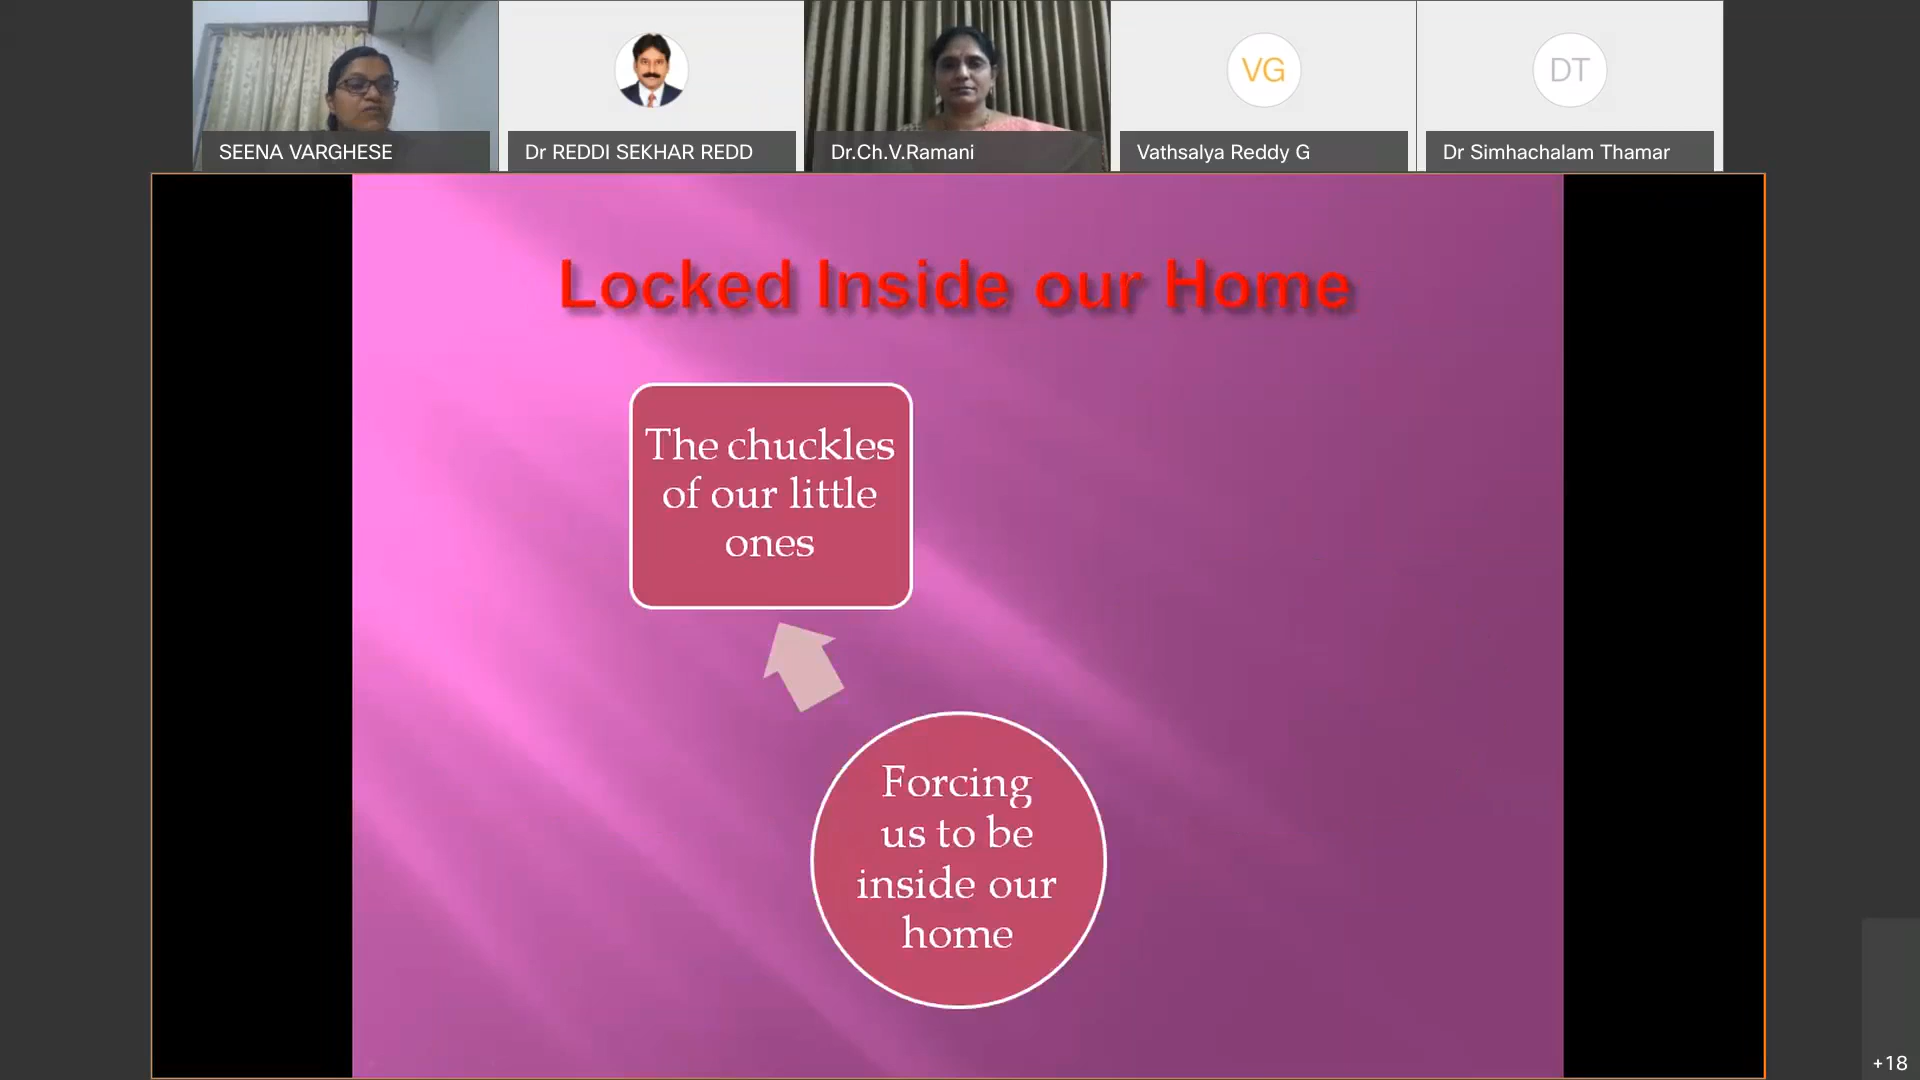 SEENA VARGHESE
Dr REDDI SEKHAR REDD
Dr.Ch.V.Ramani
VG
Vathsalya Reddy G
DT
Dr Simhachalam Thamar
Locked Inside our Home
The chuckles
of our little
ones
Forcing
us to be
inside our
home
+18